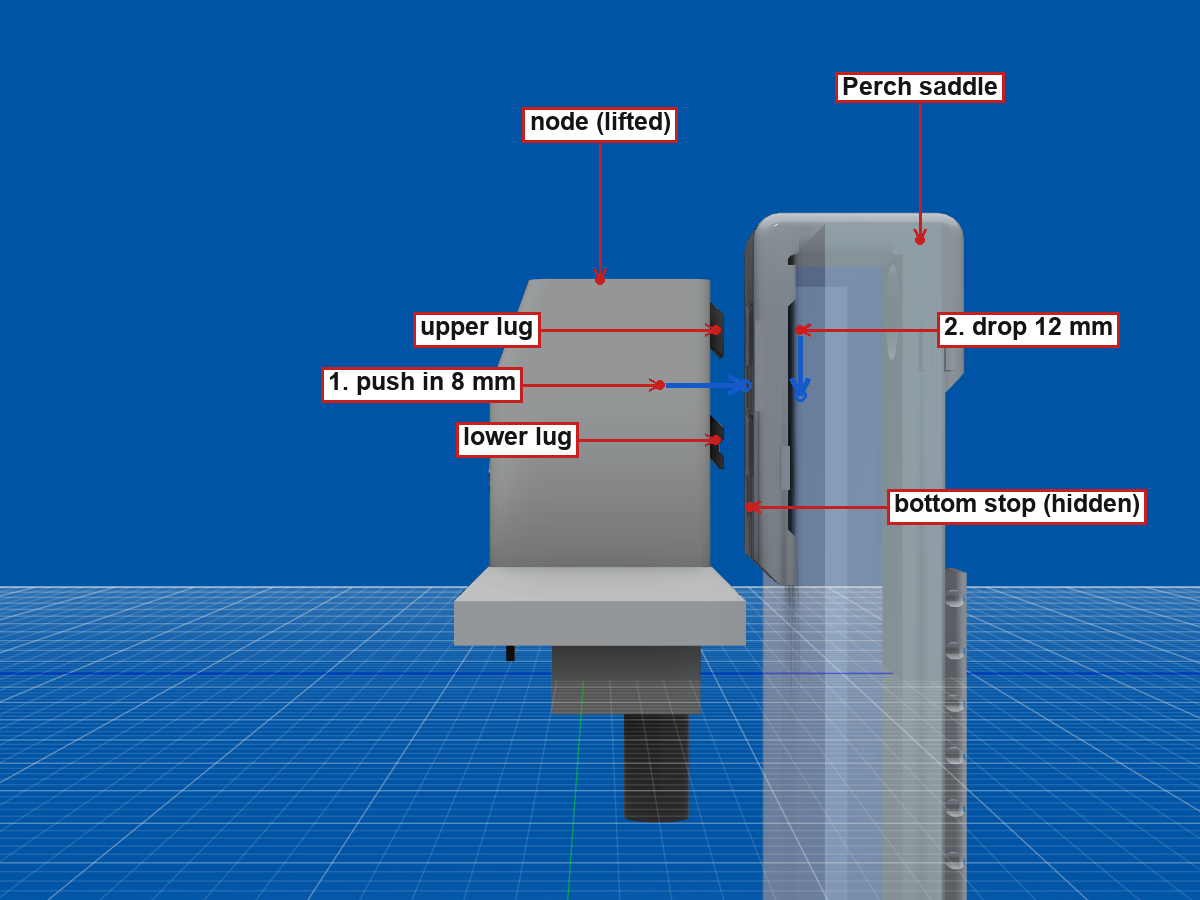 Perch saddle
node (lifted)
upper lug
2. drop 12 mm
1. push in 8 mm
lower lug
bottom stop (hidden)